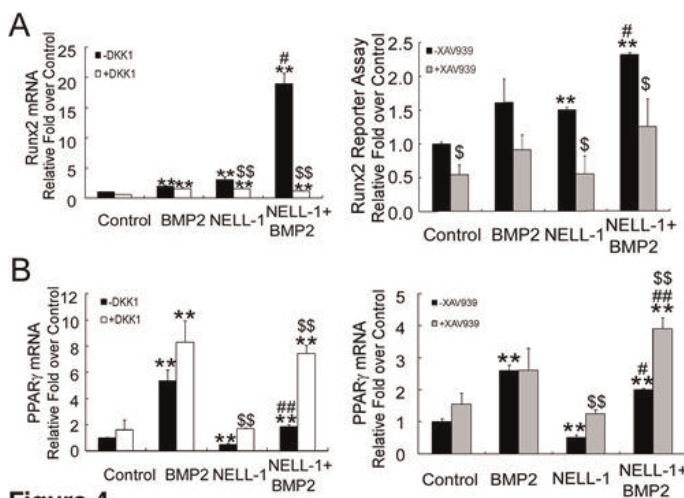 A
Runx2 mRNA
Relative Fold over Control
25
20
15
10
5
0
-DKK1
+DKK1
**
**
**
$$
**
#
**
$$
**
Control
BMP2
NELL-1
NELL-1+
BMP2
Runx2 Reporter Assay
Relative Fold over Control
2.5
2.0
1.5
1.0
0.5
0.0
-XAV939
+XAV939
$
**
$
#
**
$
Control
BMP2
NELL-1
NELL-1+
BMP2
B
PPARγ mRNA
Relative Fold over Control
12
10
8
6
4
2
0
-DKK1
+DKK1
**
**
**
$$
##
**
$$
**
Control
BMP2
NELL-1
NELL-1+
BMP2
PPARγ mRNA
Relative Fold over Control
5
4
3
2
1
0
-XAV939
+XAV939
**
**
$$
#
**
$$
##
**
Control
BMP2
NELL-1
NELL-1+
BMP2
Figure 4